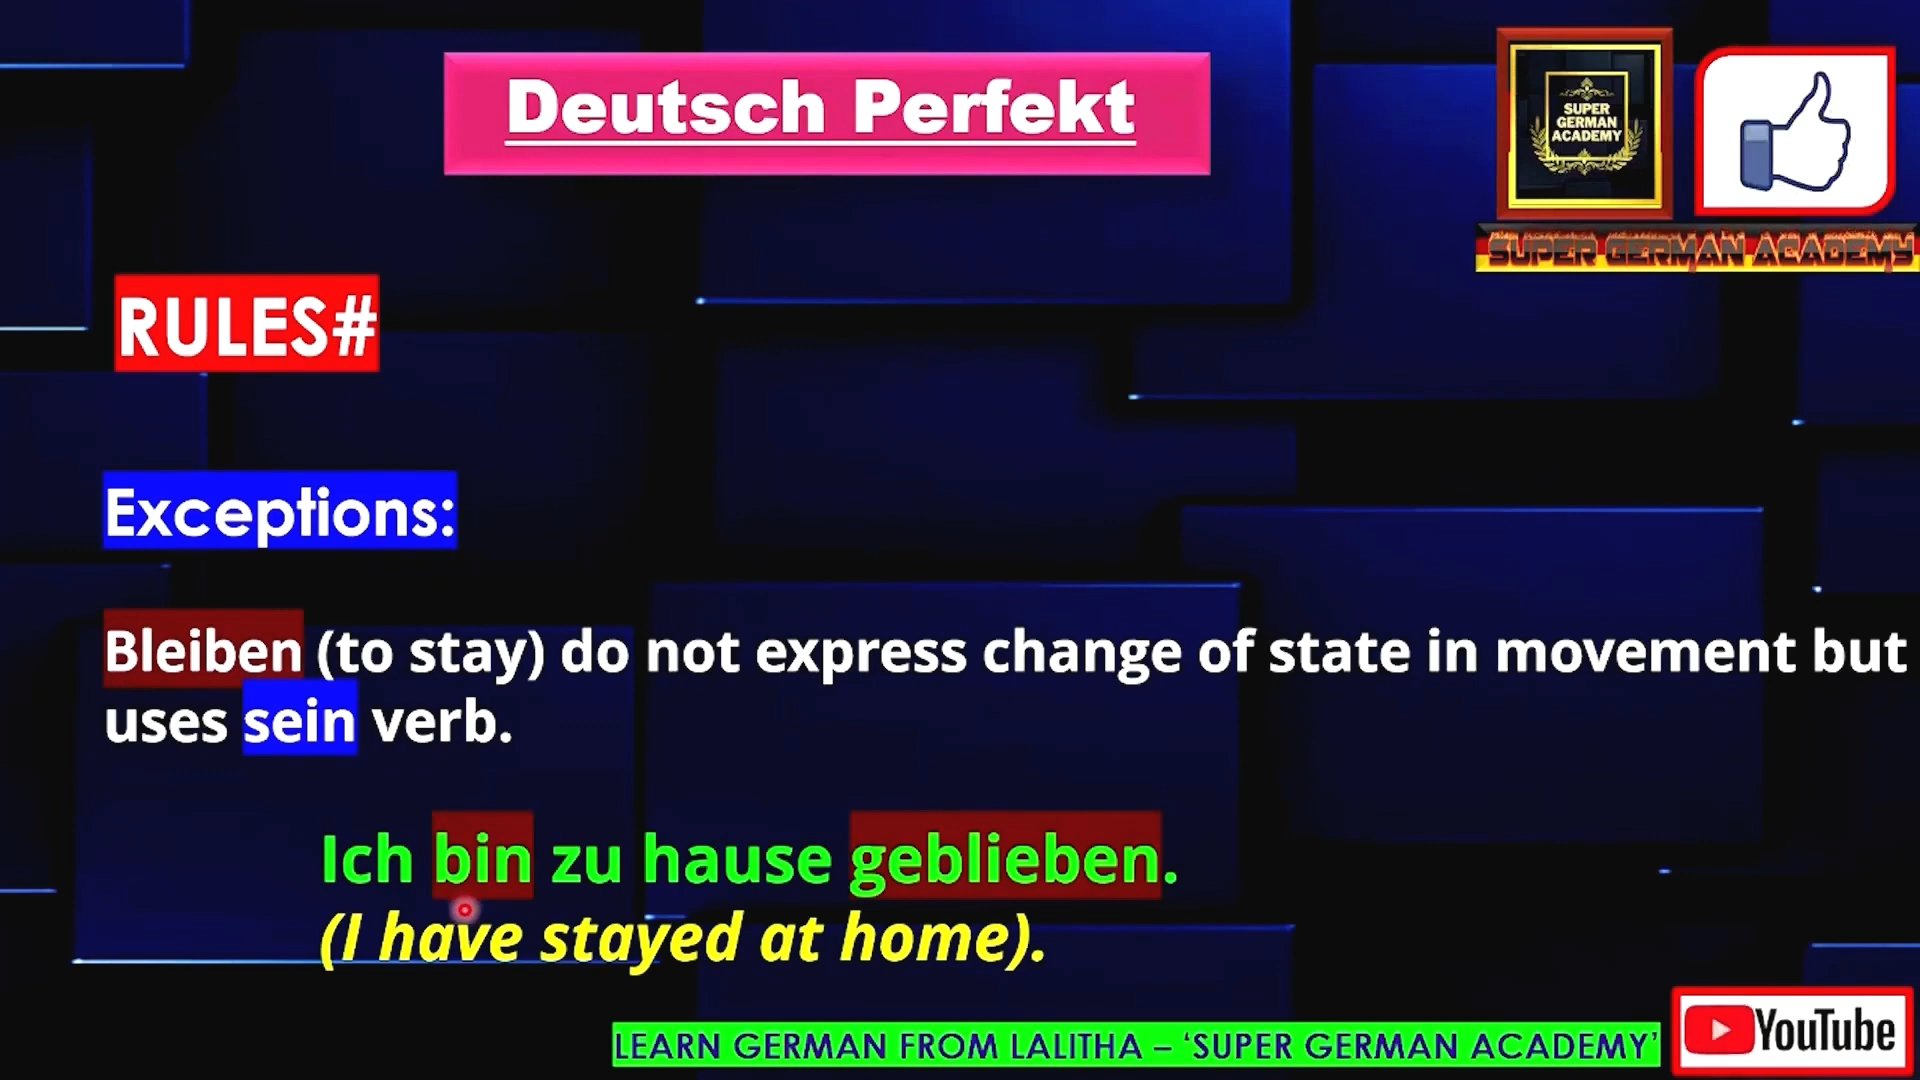 Deutsch Perfekt
SUPER
GERMAN
ACADEMY
SUPER GERMAN ACADEMY
RULES#
Exceptions:
Bleiben (to stay) do not express change of state in movement but
uses sein verb.
Ich bin zu hause geblieben.
(I have stayed at home).
LEARN GERMAN FROM LALITHA – ‘SUPER GERMAN ACADEMY’
YouTube